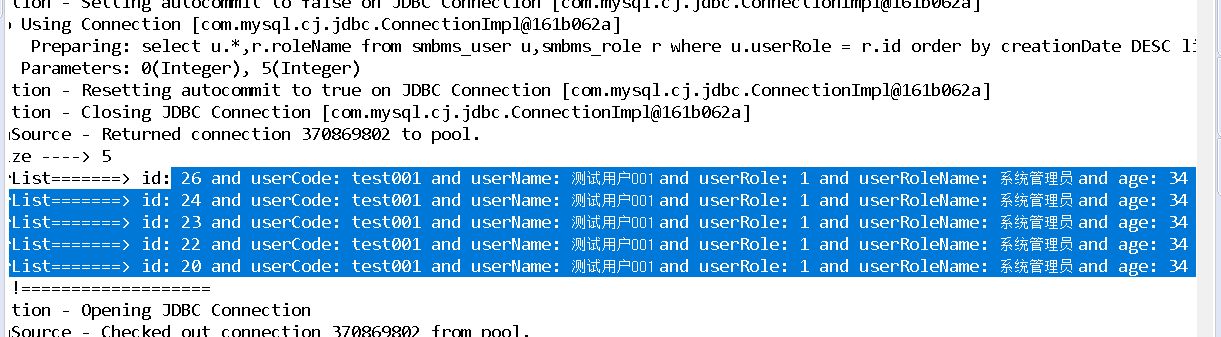 tion - Setting autocommit to false on JDBC Connection [com.mysql.cj.jdbc.ConnectionImpl@161b062a]
Using Connection [com.mysql.cj.jdbc.ConnectionImpl@161b062a]
Preparing: select u.*,r.roleName from smbms_user u,smbms_role r where u.userRole = r.id order by creationDate DESC li
Parameters: 0(Integer), 5(Integer)
tion - Resetting autocommit to true on JDBC Connection [com.mysql.cj.jdbc.ConnectionImpl@161b062a]
tion - Closing JDBC Connection [com.mysql.cj.jdbc.ConnectionImpl@161b062a]
Source - Returned connection 370869802 to pool.
ize ----> 5
rList=======> id: 26 and userCode: test001 and userName: 测试用户001 and userRole: 1 and userRoleName: 系统管理员 and age: 34
rList=======> id: 24 and userCode: test001 and userName: 测试用户001 and userRole: 1 and userRoleName: 系统管理员 and age: 34
rList=======> id: 23 and userCode: test001 and userName: 测试用户001 and userRole: 1 and userRoleName: 系统管理员 and age: 34
rList=======> id: 22 and userCode: test001 and userName: 测试用户001 and userRole: 1 and userRoleName: 系统管理员 and age: 34
rList=======> id: 20 and userCode: test001 and userName: 测试用户001 and userRole: 1 and userRoleName: 系统管理员 and age: 34
!===================
tion - Opening JDBC Connection
Source - Checked out connection 370869802 from pool.